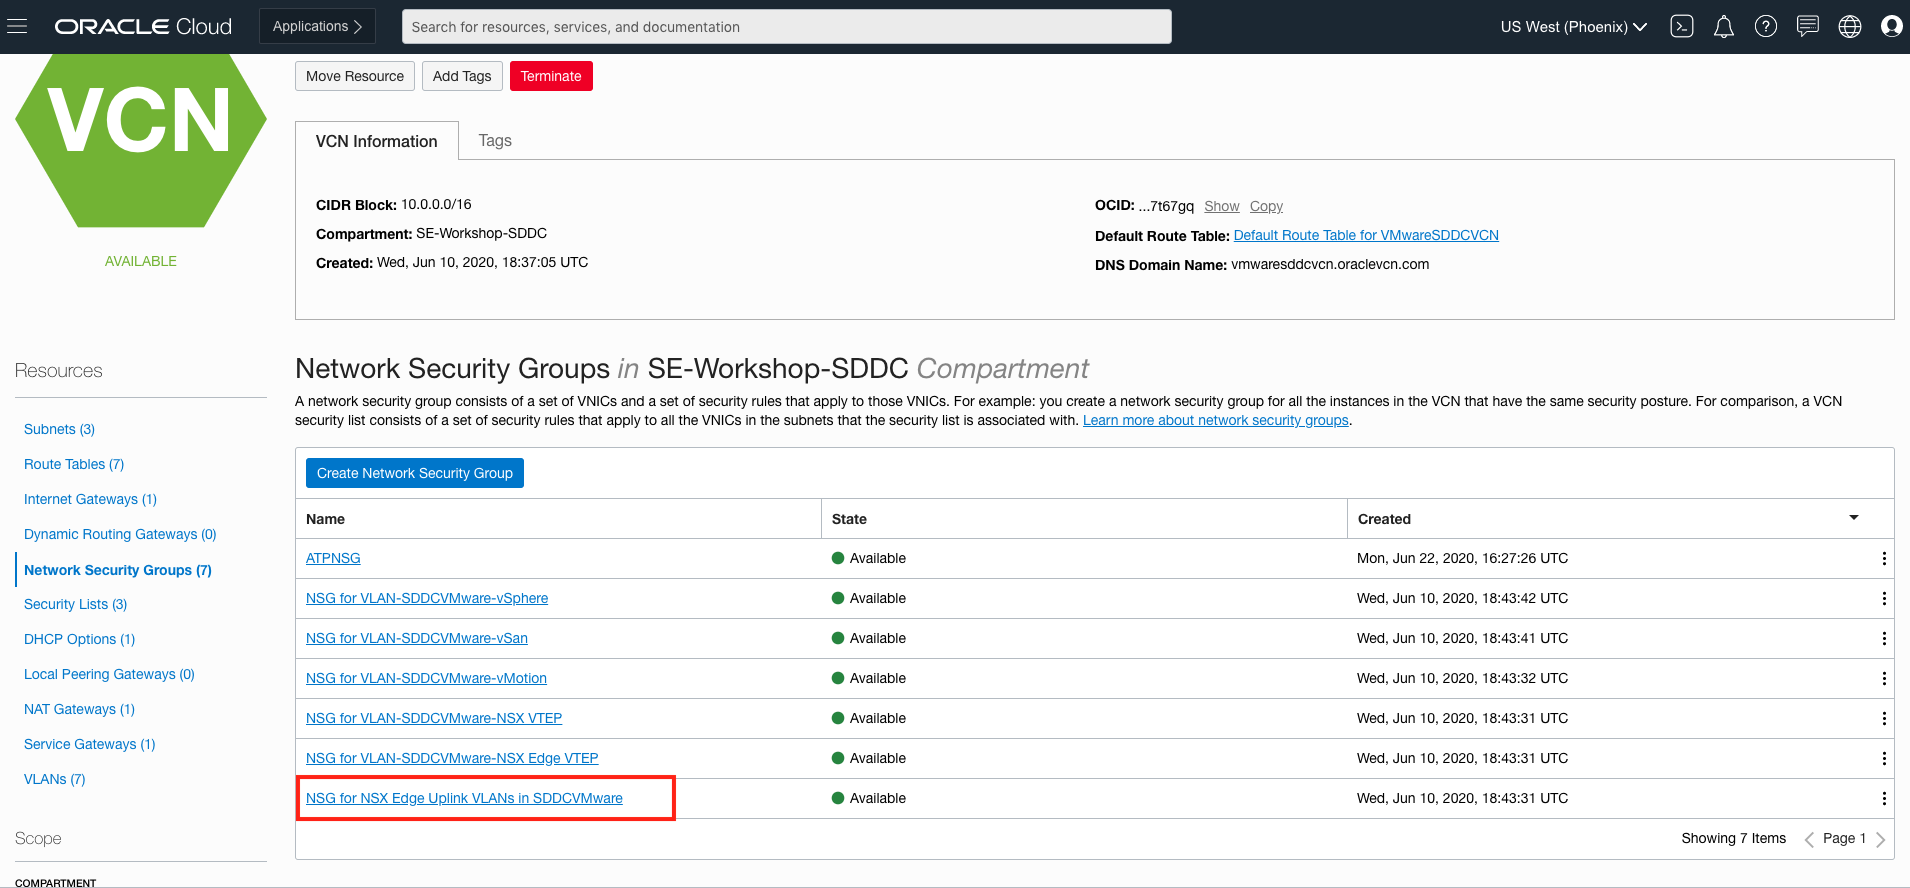 ORACLE Cloud
Applications
Search for resources, services, and documentation
US West (Phoenix)
VCN
AVAILABLE
Move Resource
Add Tags
Terminate
VCN Information
Tags
CIDR Block: 10.0.0.0/16
Compartment: SE-Workshop-SDDC
Created: Wed, Jun 10, 2020, 18:37:05 UTC
OCID: ...7t67gq Show Copy
Default Route Table: Default Route Table for VMwareSDDCVCN
DNS Domain Name: vmwaresddcvcn.oraclevcn.com
Resources
Subnets (3)
Route Tables (7)
Internet Gateways (1)
Dynamic Routing Gateways (0)
Network Security Groups (7)
Security Lists (3)
DHCP Options (1)
Local Peering Gateways (0)
NAT Gateways (1)
Service Gateways (1)
VLANs (7)
Scope
COMPARTMENT
Network Security Groups in SE-Workshop-SDDC Compartment
A network security group consists of a set of VNICs and a set of security rules that apply to those VNICs. For example: you create a network security group for all the instances in the VCN that have the same security posture. For comparison, a VCN
security list consists of a set of security rules that apply to all the VNICs in the subnets that the security list is associated with. Learn more about network security groups.
Create Network Security Group
Name State Created
ATPNSG Available Mon, Jun 22, 2020, 16:27:26 UTC
NSG for VLAN-SDDCVMware-vSphere Available Wed, Jun 10, 2020, 18:43:42 UTC
NSG for VLAN-SDDCVMware-vSan Available Wed, Jun 10, 2020, 18:43:41 UTC
NSG for VLAN-SDDCVMware-vMotion Available Wed, Jun 10, 2020, 18:43:32 UTC
NSG for VLAN-SDDCVMware-NSX VTEP Available Wed, Jun 10, 2020, 18:43:31 UTC
NSG for VLAN-SDDCVMware-NSX Edge VTEP Available Wed, Jun 10, 2020, 18:43:31 UTC
NSG for NSX Edge Uplink VLANs in SDDCVMware Available Wed, Jun 10, 2020, 18:43:31 UTC
Showing 7 Items Page 1